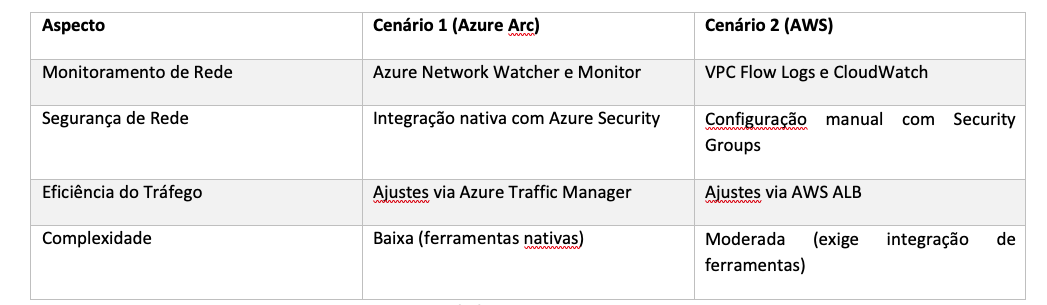 Aspecto Cenário 1 (Azure Arc) Cenário 2 (AWS)
Monitoramento de Rede Azure Network Watcher e Monitor VPC Flow Logs e CloudWatch
Segurança de Rede Integração nativa com Azure Security Configuração manual com Security
Groups
Eficiência do Tráfego Ajustes via Azure Traffic Manager Ajustes via AWS ALB
Complexidade Baixa (ferramentas nativas) Moderada (exige integração de
ferramentas)